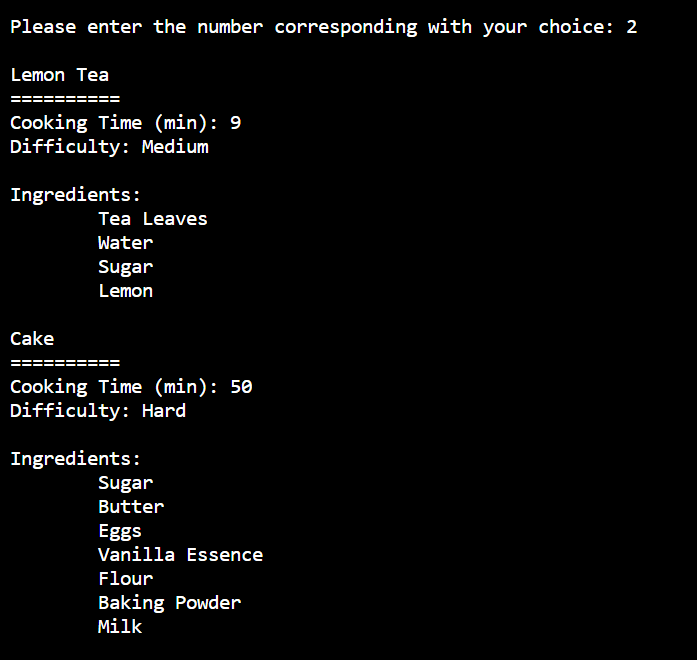 Please enter the number corresponding with your choice: 2
Lemon Tea
==========
Cooking Time (min): 9
Difficulty: Medium
Ingredients:
Tea Leaves
Water
Sugar
Lemon
Cake
==========
Cooking Time (min): 50
Difficulty: Hard
Ingredients:
Sugar
Butter
Eggs
Vanilla Essence
Flour
Baking Powder
Milk